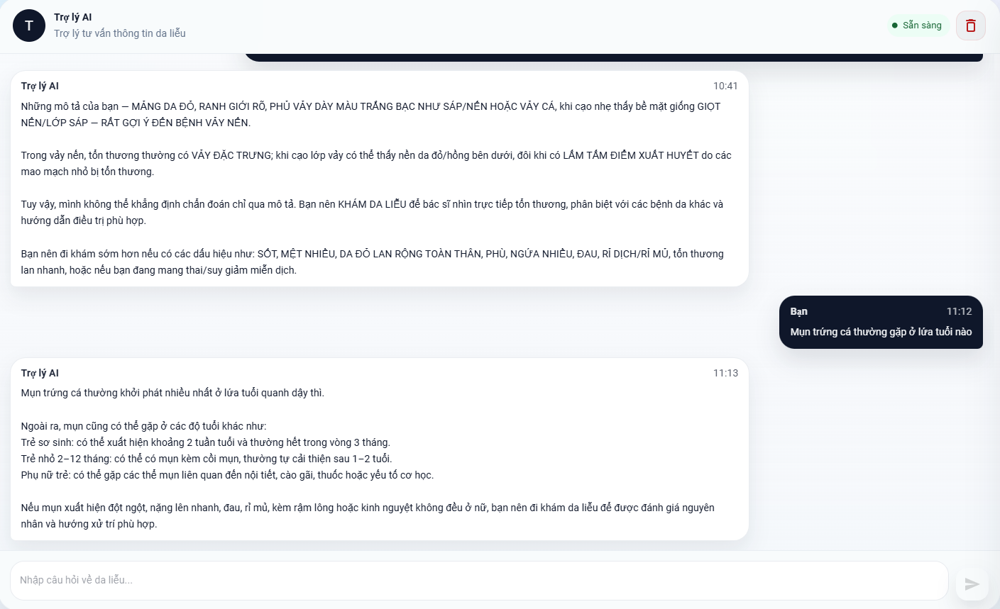 T
Trợ lý AI
Trợ lý tư vấn thông tin da liễu
Sẵn sàng
Trợ lý AI
10:41
Những mô tả của bạn — MẢNG DA ĐỎ, RANH GIỚI RÕ, PHỦ VẢY DÀY MÀU TRẮNG BẠC NHƯ SÁP/NẾN HOẶC VẢY CÁ, khi cạo nhẹ thấy bề mặt giống GIỌT
NẾN/LỚP SÁP — RẤT GỢI Ý ĐẾN BỆNH VẢY NẾN.
Trong vảy nến, tổn thương thường có VẢY ĐẶC TRƯNG; khi cạo lớp vảy có thể thấy nền da đỏ/hồng bên dưới, đôi khi có LẤM TẤM ĐIỂM XUẤT HUYẾT do các
mao mạch nhỏ bị tổn thương.
Tuy vậy, mình không thể khẳng định chẩn đoán chỉ qua mô tả. Bạn nên KHÁM DA LIỄU để bác sĩ nhìn trực tiếp tổn thương, phân biệt với các bệnh da khác và
hướng dẫn điều trị phù hợp.
Bạn nên đi khám sớm hơn nếu có các dấu hiệu như: SỐT, MỆT NHIỀU, DA ĐỎ LAN RỘNG TOÀN THÂN, PHÙ, NGỨA NHIỀU, ĐAU, RỈ DỊCH/RỈ MỦ, tổn thương
lan nhanh, hoặc nếu bạn đang mang thai/suy giảm miễn dịch.
Bạn
11:12
Mụn trứng cá thường gặp ở lứa tuổi nào
Trợ lý AI
11:13
Mụn trứng cá thường khởi phát nhiều nhất ở lứa tuổi quanh dậy thì.
Ngoài ra, mụn cũng có thể gặp ở các độ tuổi khác như:
Trẻ sơ sinh: có thể xuất hiện khoảng 2 tuần tuổi và thường hết trong vòng 3 tháng.
Trẻ nhỏ 2–12 tháng: có thể có mụn kèm cồi mụn, thường tự cải thiện sau 1–2 tuổi.
Phụ nữ trẻ: có thể gặp các thể mụn liên quan đến nội tiết, cào gãi, thuốc hoặc yếu tố cơ học.
Nếu mụn xuất hiện đột ngột, nặng lên nhanh, đau, rỉ mủ, kèm rậm lông hoặc kinh nguyệt không đều ở nữ, bạn nên đi khám da liễu để được đánh giá nguyên
nhân và hướng xử trí phù hợp.
Nhập câu hỏi về da liễu...